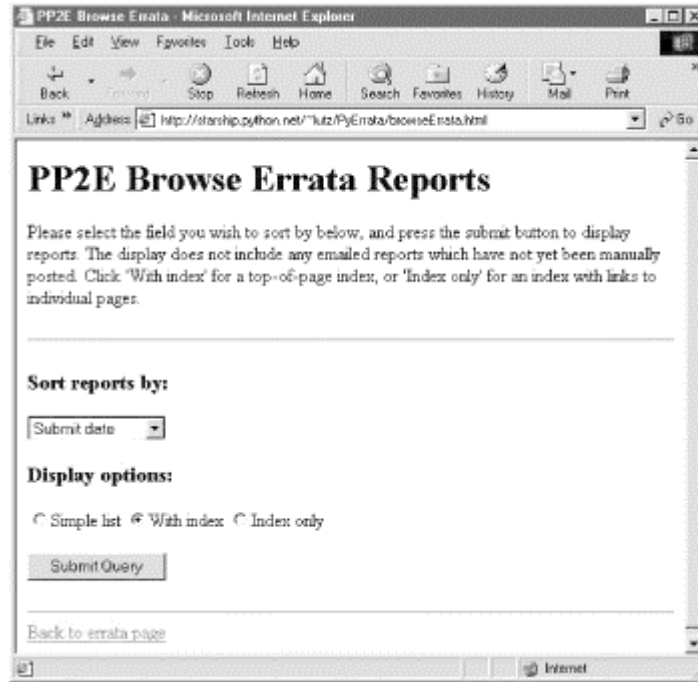 PP2E Browse Errata - Microsoft Internet Explorer
File Edit View Favorites Tools Help
Back Forward Stop Refresh Home Search Favorites History Mail Print
Links Address http://starship.python.net/~lutz/PyErrata/browseErrata.html Go
PP2E Browse Errata Reports
Please select the field you wish to sort by below, and press the submit button to display
reports. The display does not include any emailed reports which have not yet been manually
posted. Click 'With index' for a top-of-page index, or 'Index only' for an index with links to
individual pages.
Sort reports by:
Submit date
Display options:
Simple list With index Index only
Submit Query
Back to errata page
Internet